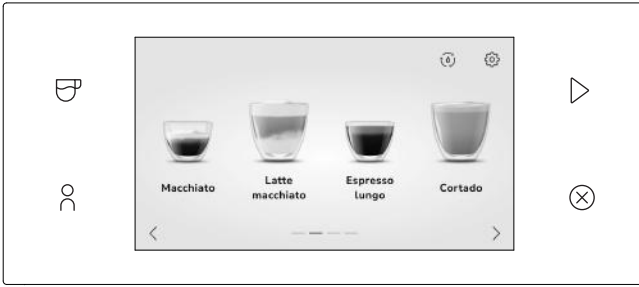 Macchiato
Latte
macchiato
Espresso
lungo
Cortado